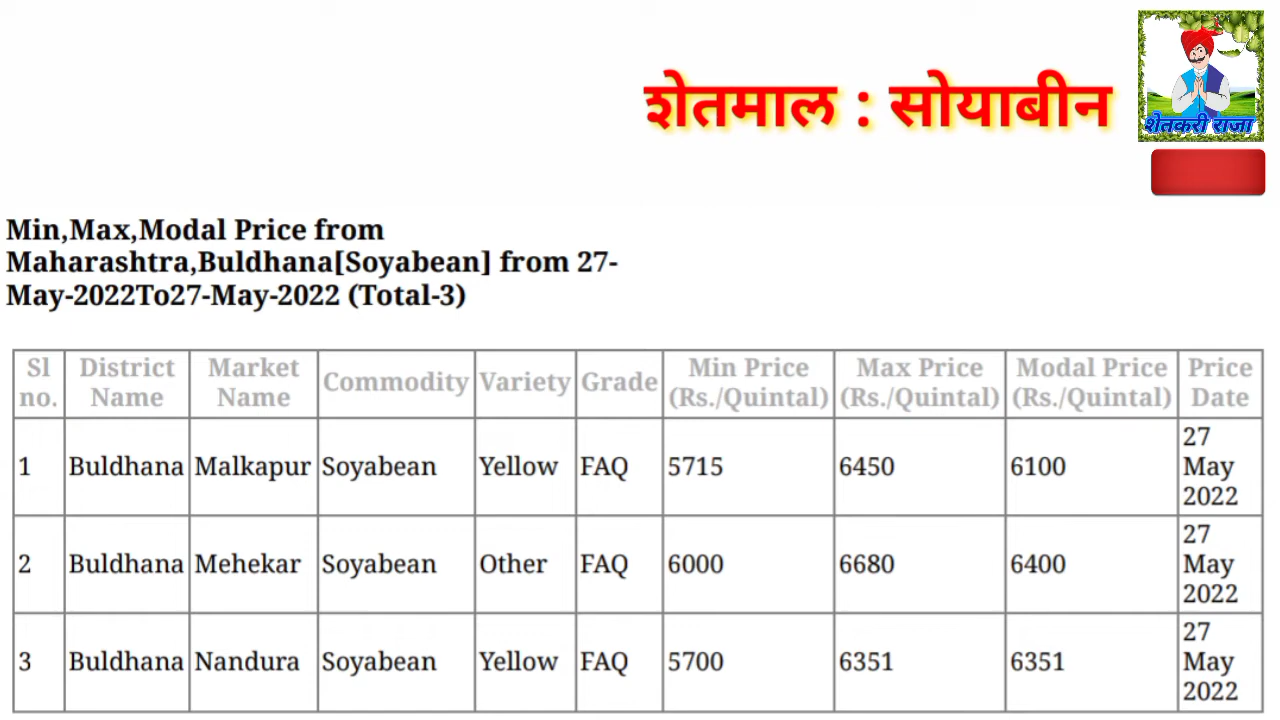 शेतमाल : सोयाबीन
शेतकरी राजा
Min,Max,Modal Price from
Maharashtra,Buldhana[Soyabean] from 27-
May-2022To27-May-2022 (Total-3)
Sl no. District Name Market Name Commodity Variety Grade Min Price (Rs./Quintal) Max Price (Rs./Quintal) Modal Price (Rs./Quintal) Price Date
1 Buldhana Malkapur Soyabean Yellow FAQ 5715 6450 6100 27 May 2022
2 Buldhana Mehekar Soyabean Other FAQ 6000 6680 6400 27 May 2022
3 Buldhana Nandura Soyabean Yellow FAQ 5700 6351 6351 27 May 2022